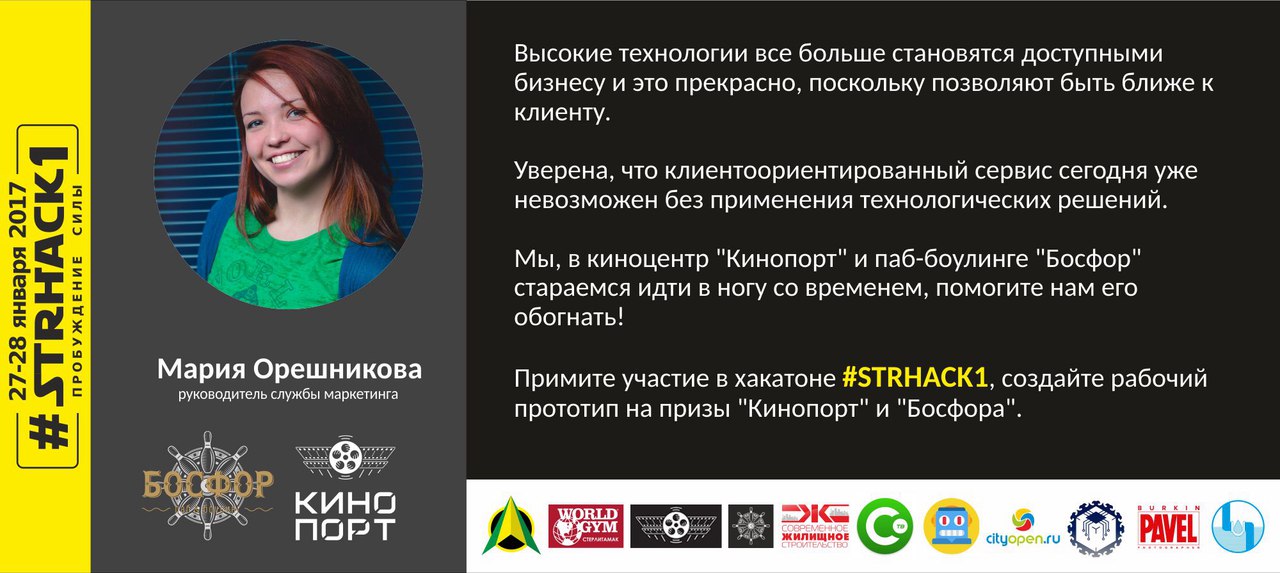 27-28 января 2017
#STRHACK1
ПРОБУЖДЕНИЕ СИЛЫ
Мария Орешникова
руководитель службы маркетинга
БОСФОР
КИНО
ПОРТ
Высокие технологии все больше становятся доступными
бизнесу и это прекрасно, поскольку позволяют быть ближе к
клиенту.
Уверена, что клиентоориентированный сервис сегодня уже
невозможен без применения технологических решений.
Мы, в киноцентр "Кинопорт" и паб-боулинге "Босфор"
стараемся идти в ногу со временем, помогите нам его
обогнать!
Примите участие в хакатоне #STRHACK1, создайте рабочий
прототип на призы "Кинопорт" и "Босфора".
WORLD
GYM
СТЕРЛИТАМАК
СОВРЕМЕННОЕ
ЖИЛИЩНОЕ
СТРОИТЕЛЬСТВО
ТВ
cityopen.ru
BURKIN
PAVEL
PHOTOGRAPHER